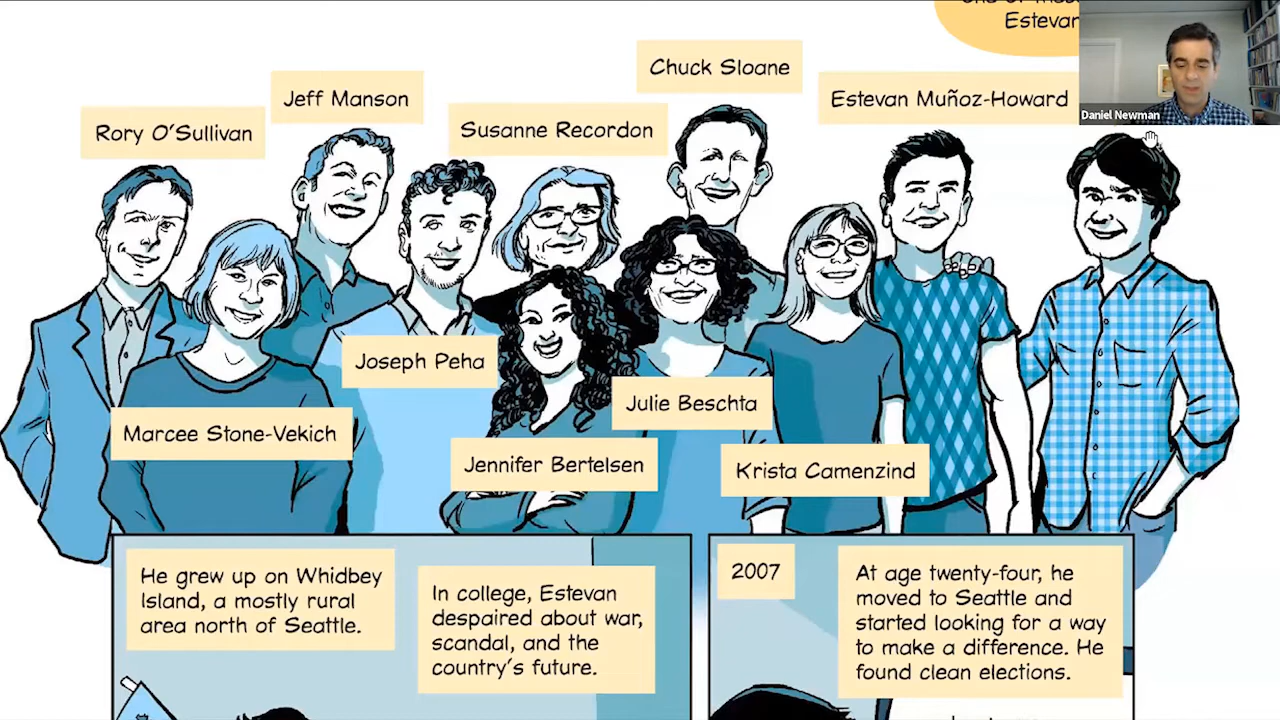 Estevan
Daniel Newman
Chuck Sloane
Jeff Manson
Estevan Muñoz-Howard
Rory O'Sullivan
Susanne Recordon
Joseph Peha
Julie Beschta
Marcee Stone-Vekich
Jennifer Bertelsen
Krista Camenzind
He grew up on Whidbey
Island, a mostly rural
area north of Seattle.
In college, Estevan
despaired about war,
scandal, and the
country's future.
2007
At age twenty-four, he
moved to Seattle and
started looking for a way
to make a difference. He
found clean elections.